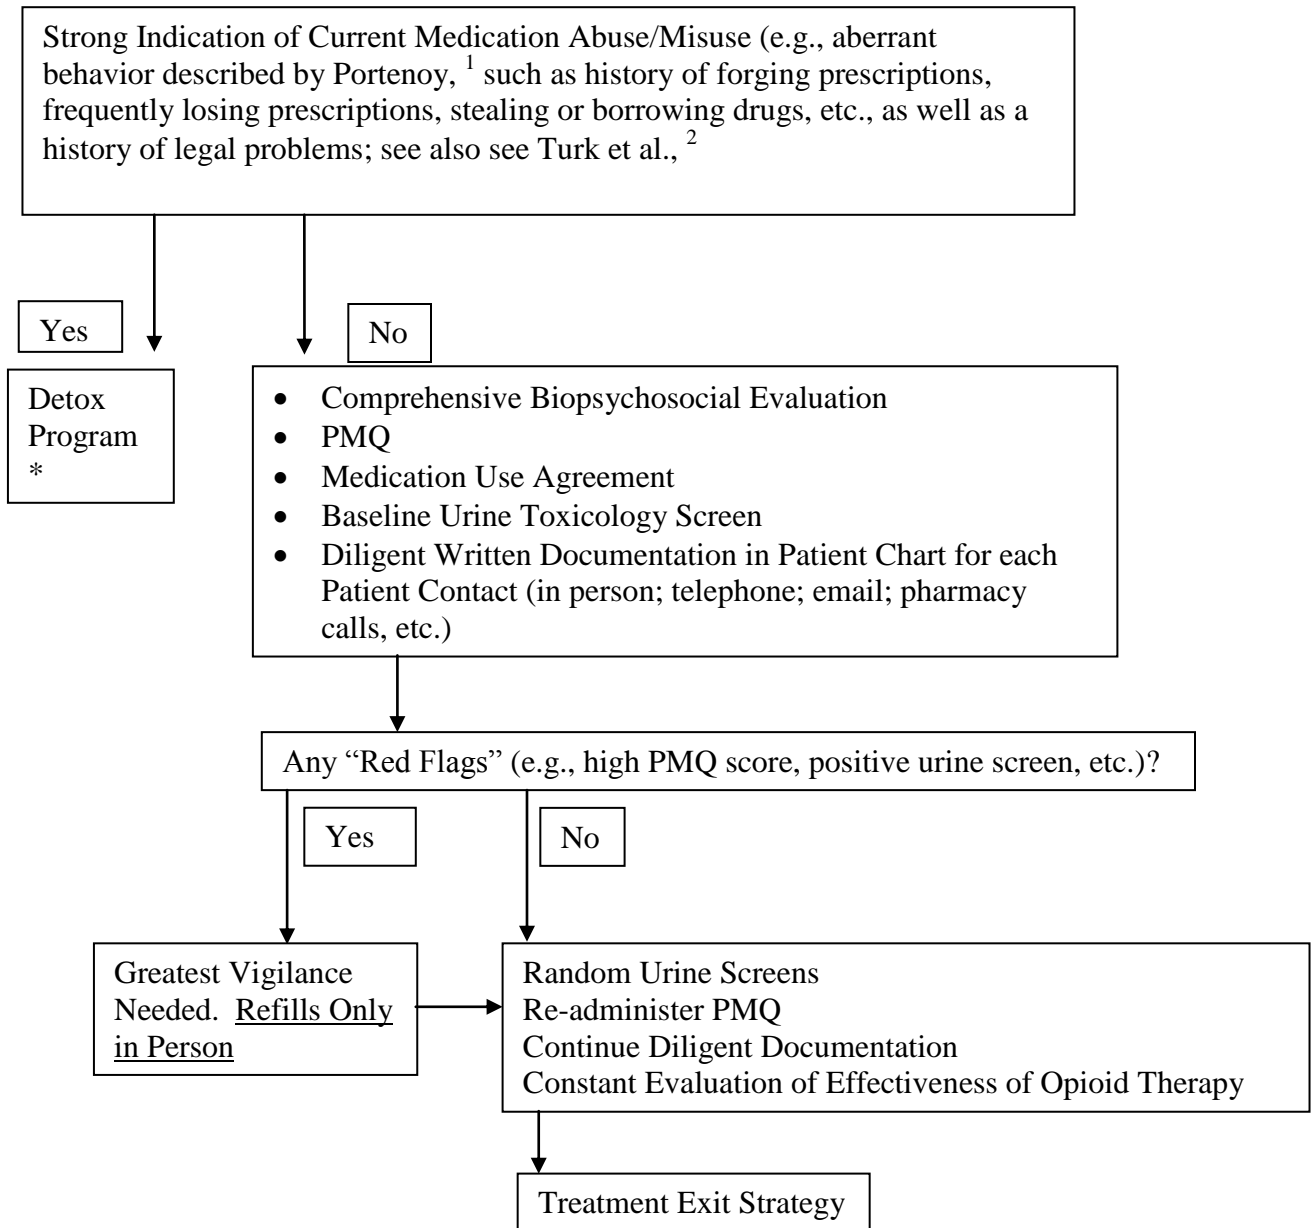 Strong Indication of Current Medication Abuse/Misuse (e.g., aberrant
behavior described by Portenoy, 1 such as history of forging prescriptions,
frequently losing prescriptions, stealing or borrowing drugs, etc., as well as a
history of legal problems; see also see Turk et al., 2
Yes
No
Detox
Program
*
• Comprehensive Biopsychosocial Evaluation
• PMQ
• Medication Use Agreement
• Baseline Urine Toxicology Screen
• Diligent Written Documentation in Patient Chart for each
Patient Contact (in person; telephone; email; pharmacy
calls, etc.)
Any “Red Flags” (e.g., high PMQ score, positive urine screen, etc.)?
Yes
No
Greatest Vigilance
Needed. Refills Only
in Person
Random Urine Screens
Re-administer PMQ
Continue Diligent Documentation
Constant Evaluation of Effectiveness of Opioid Therapy
Treatment Exit Strategy